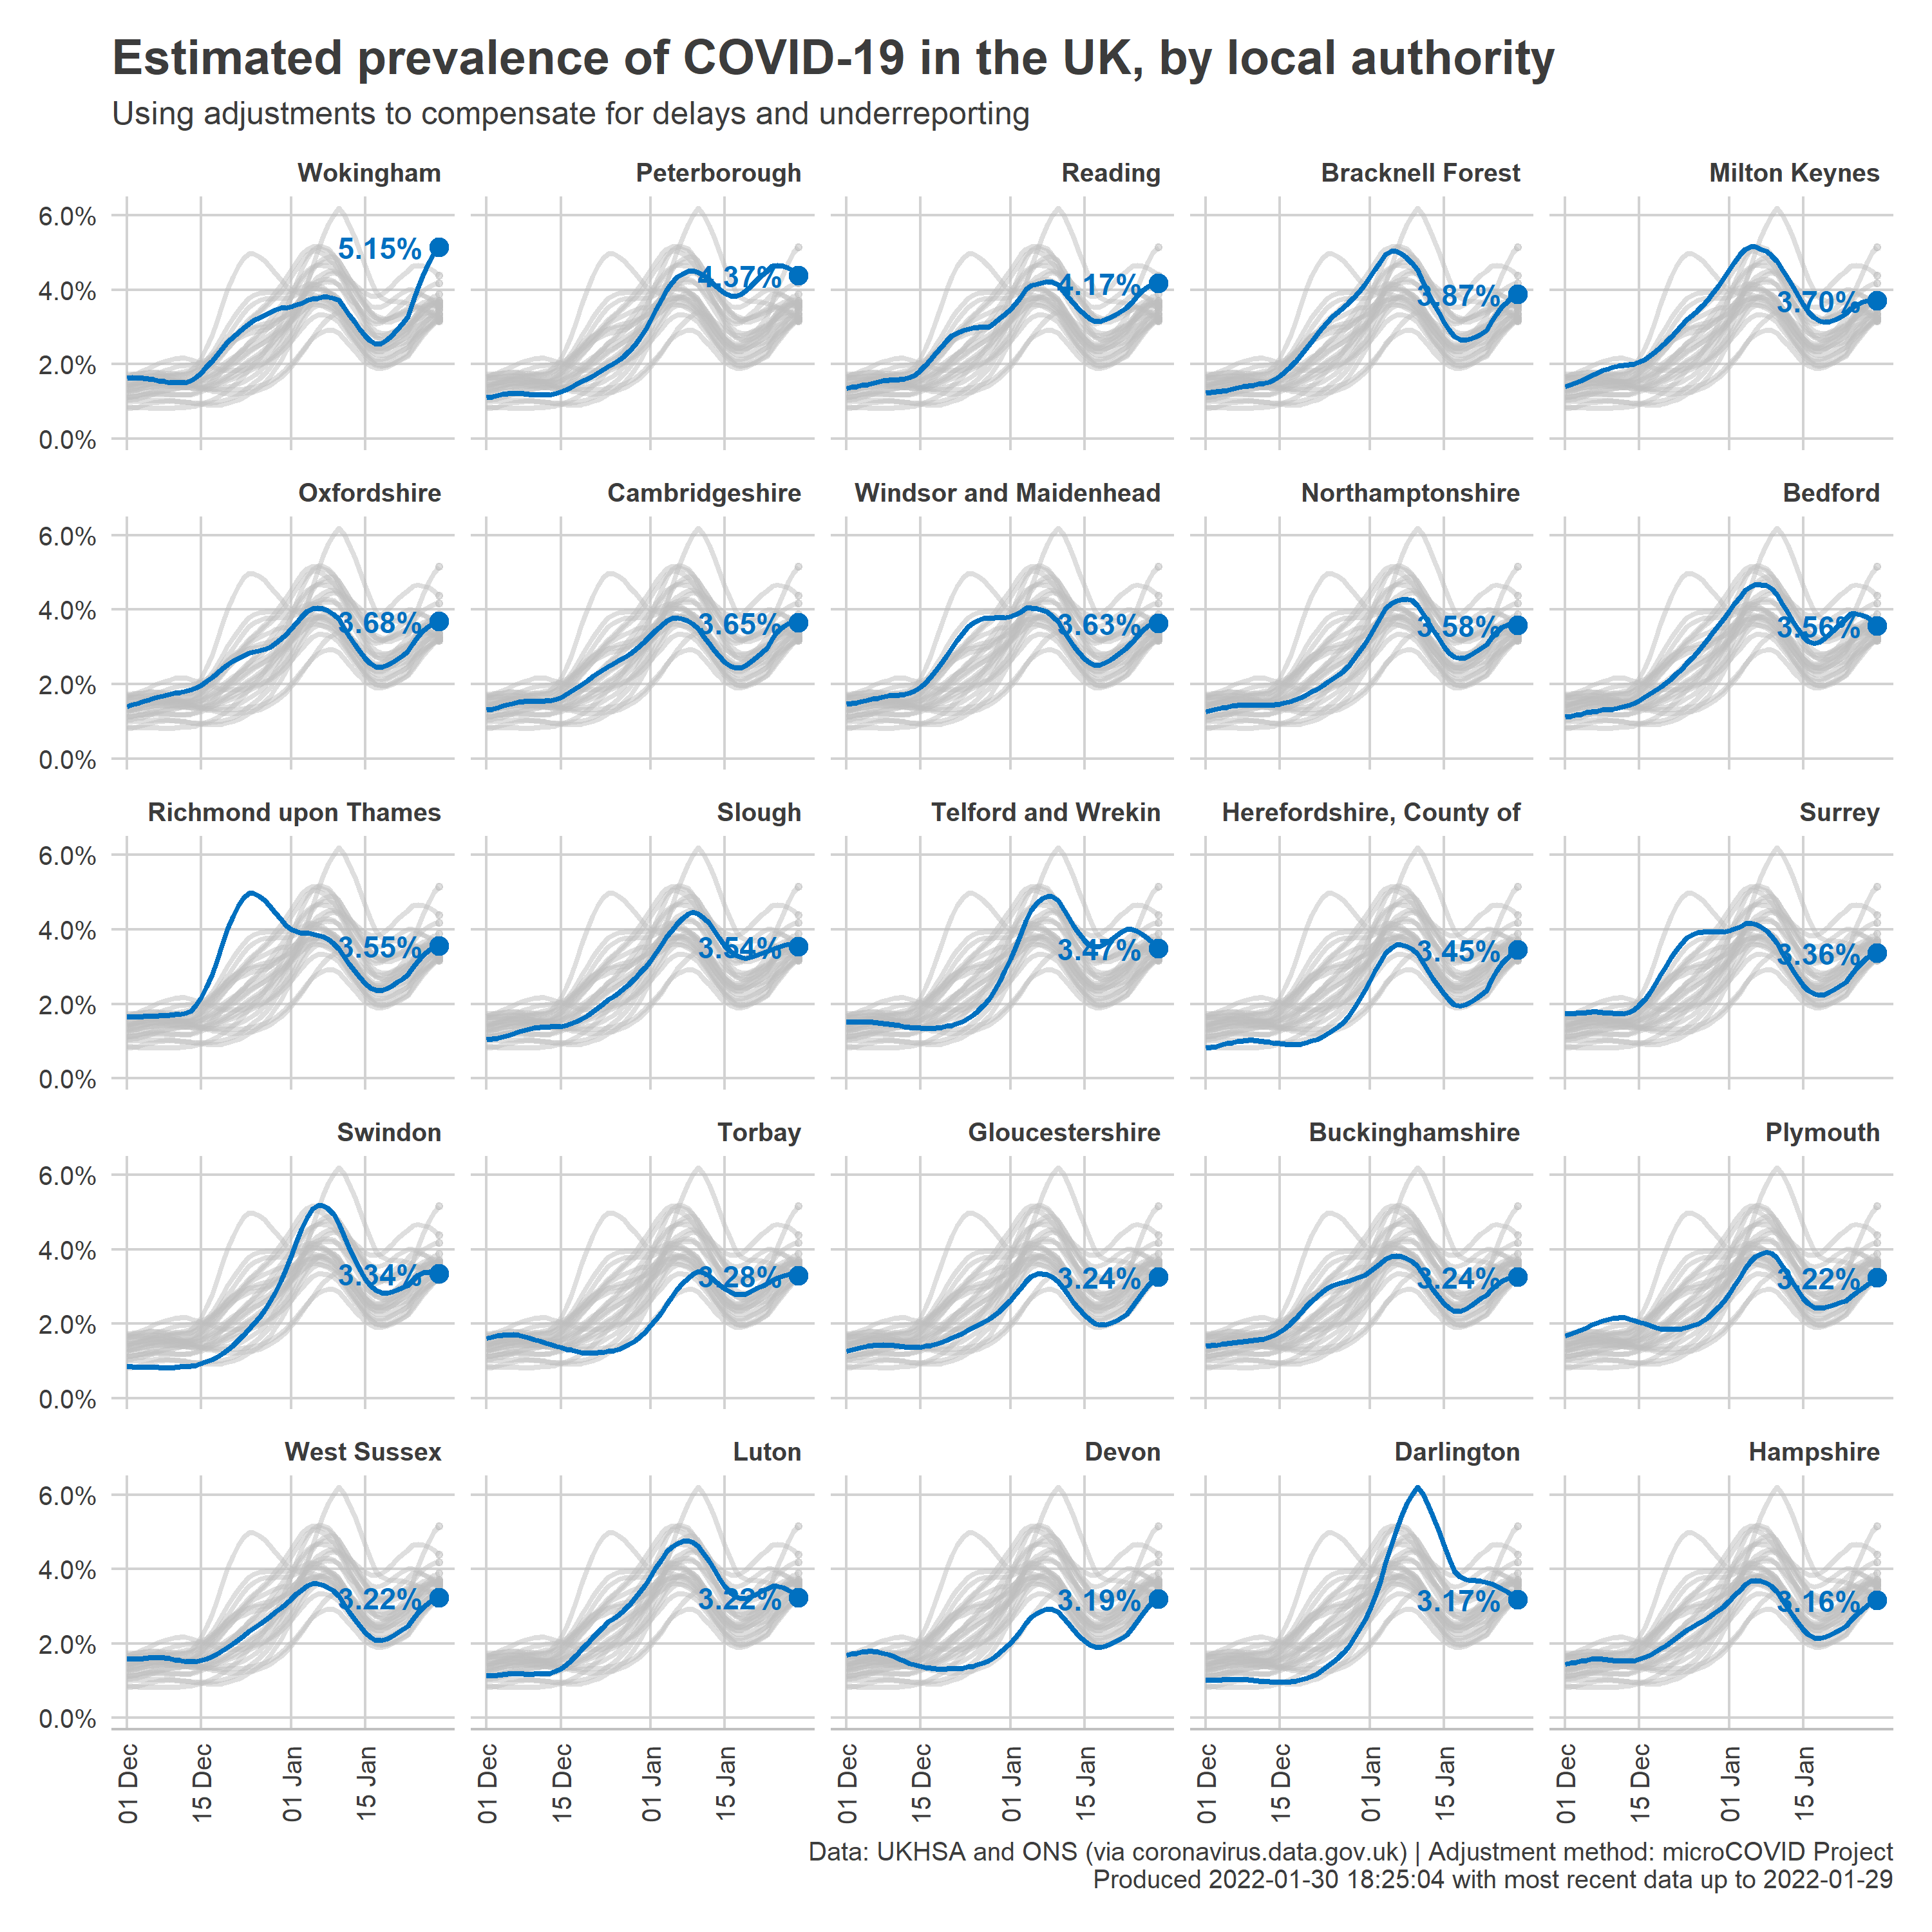 Estimated prevalence of COVID-19 in the UK, by local authority
Using adjustments to compensate for delays and underreporting
Wokingham Peterborough Reading Bracknell Forest Milton Keynes
6.0%
4.0%
2.0%
0.0%
5.15% 4.37% 4.17% 3.87% 3.70%
Oxfordshire Cambridgeshire Windsor and Maidenhead Northamptonshire Bedford
6.0%
4.0%
2.0%
0.0%
3.68% 3.65% 3.63% 3.58% 3.56%
Richmond upon Thames Slough Telford and Wrekin Herefordshire, County of Surrey
6.0%
4.0%
2.0%
0.0%
3.55% 3.54% 3.47% 3.45% 3.36%
Swindon Torbay Gloucestershire Buckinghamshire Plymouth
6.0%
4.0%
2.0%
0.0%
3.34% 3.28% 3.24% 3.24% 3.22%
West Sussex Luton Devon Darlington Hampshire
6.0%
4.0%
2.0%
0.0%
3.22% 3.22% 3.19% 3.17% 3.16%
01 Dec 15 Dec 01 Jan 15 Jan 01 Dec 15 Dec 01 Jan 15 Jan 01 Dec 15 Dec 01 Jan 15 Jan 01 Dec 15 Dec 01 Jan 15 Jan 01 Dec 15 Dec 01 Jan 15 Jan
Data: UKHSA and ONS (via coronavirus.data.gov.uk) | Adjustment method: microCOVID Project
Produced 2022-01-30 18:25:04 with most recent data up to 2022-01-29